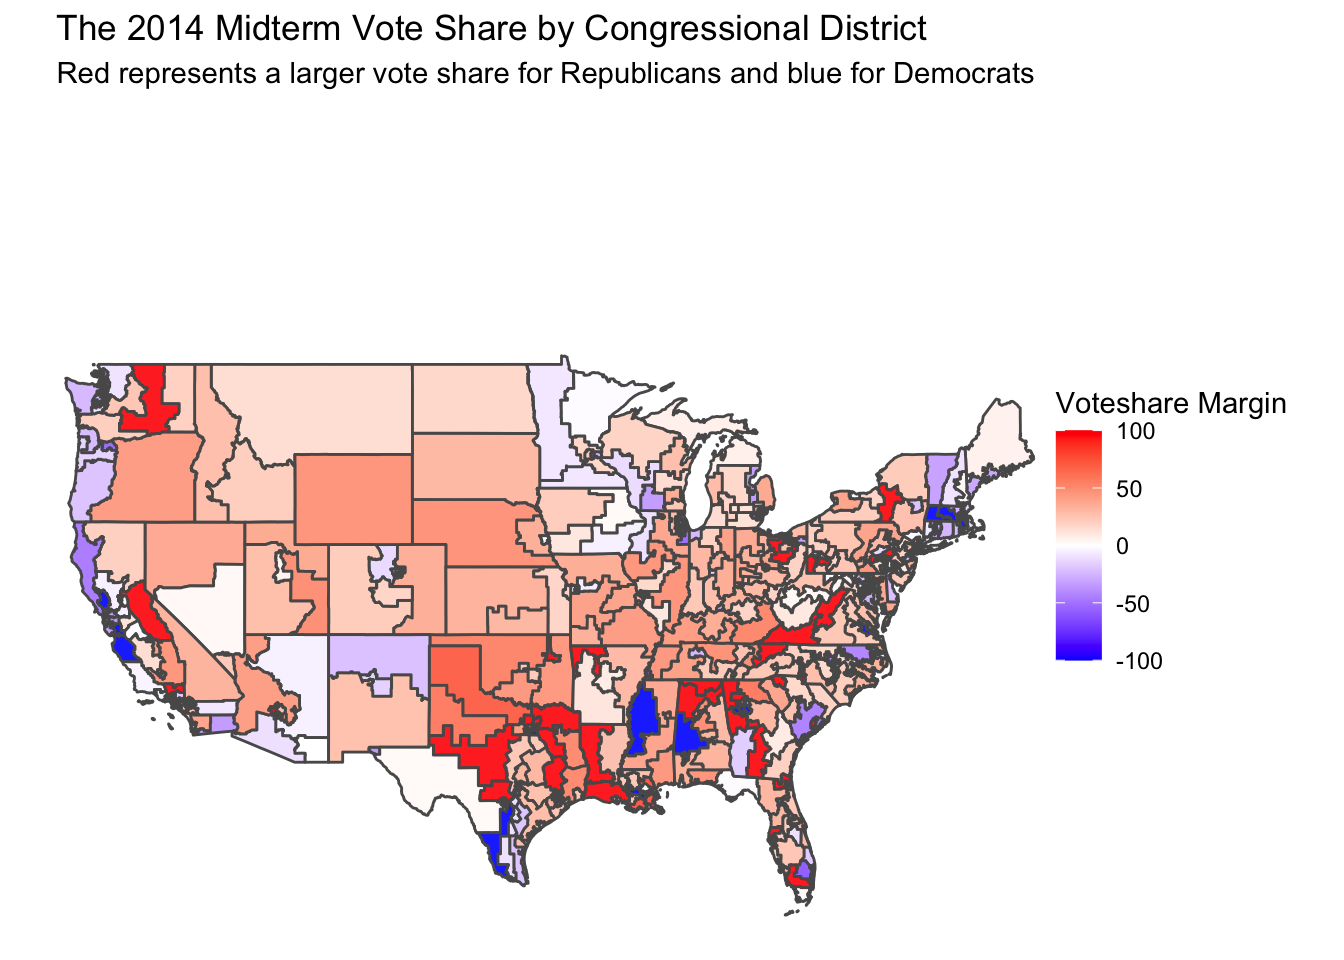 The 2014 Midterm Vote Share by Congressional District
Red represents a larger vote share for Republicans and blue for Democrats
Voteshare Margin
100
50
0
-50
-100